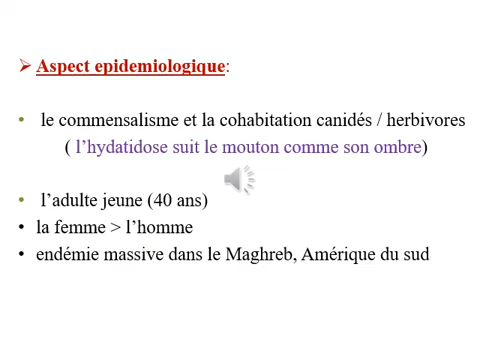 ➢ Aspect epidemiologique:
• le commensalisme et la cohabitation canidés / herbivores
( l’hydatidose suit le mouton comme son ombre)
• l’adulte jeune (40 ans)
• la femme > l’homme
• endémie massive dans le Maghreb, Amérique du sud